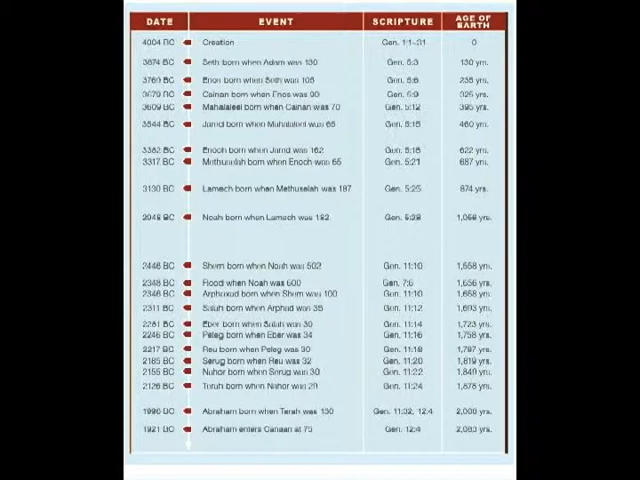 DATE EVENT SCRIPTURE AGE OF EARTH
4004 BC Creation Gen. 1:1-31 0
3874 BC Seth born when Adam was 130 Gen. 5:3 130 yrs.
3769 BC Enos born when Seth was 105 Gen. 5:6 235 yrs.
3679 BC Cainan born when Enos was 90 Gen. 5:9 325 yrs.
3609 BC Mahalaleel born when Cainan was 70 Gen. 5:12 395 yrs.
3544 BC Jared born when Mahalaleel was 65 Gen. 5:15 460 yrs.
3382 BC Enoch born when Jared was 162 Gen. 5:18 622 yrs.
3317 BC Methuselah born when Enoch was 65 Gen. 5:21 687 yrs.
3130 BC Lamech born when Methuselah was 187 Gen. 5:25 874 yrs.
2948 BC Noah born when Lamech was 182 Gen. 5:28 1,056 yrs.
2446 BC Shem born when Noah was 502 Gen. 11:10 1,558 yrs.
2348 BC Flood when Noah was 600 Gen. 7:6 1,656 yrs.
2346 BC Arphaxad born when Shem was 100 Gen. 11:10 1,658 yrs.
2311 BC Salah born when Arphad was 35 Gen. 11:12 1,693 yrs.
2281 BC Eber born when Salah was 30 Gen. 11:14 1,723 yrs.
2246 BC Peleg born when Eber was 34 Gen. 11:16 1,758 yrs.
2217 BC Reu born when Peleg was 30 Gen. 11:18 1,787 yrs.
2185 BC Serug born when Reu was 32 Gen. 11:20 1,819 yrs.
2155 BC Nahor born when Serug was 30 Gen. 11:22 1,849 yrs.
2126 BC Terah born when Nahor was 29 Gen. 11:24 1,878 yrs.
1996 BC Abraham born when Terah was 130 Gen. 11:32, 12:4 2,008 yrs.
1921 BC Abraham enters Canaan at 75 Gen. 12:4 2,083 yrs.